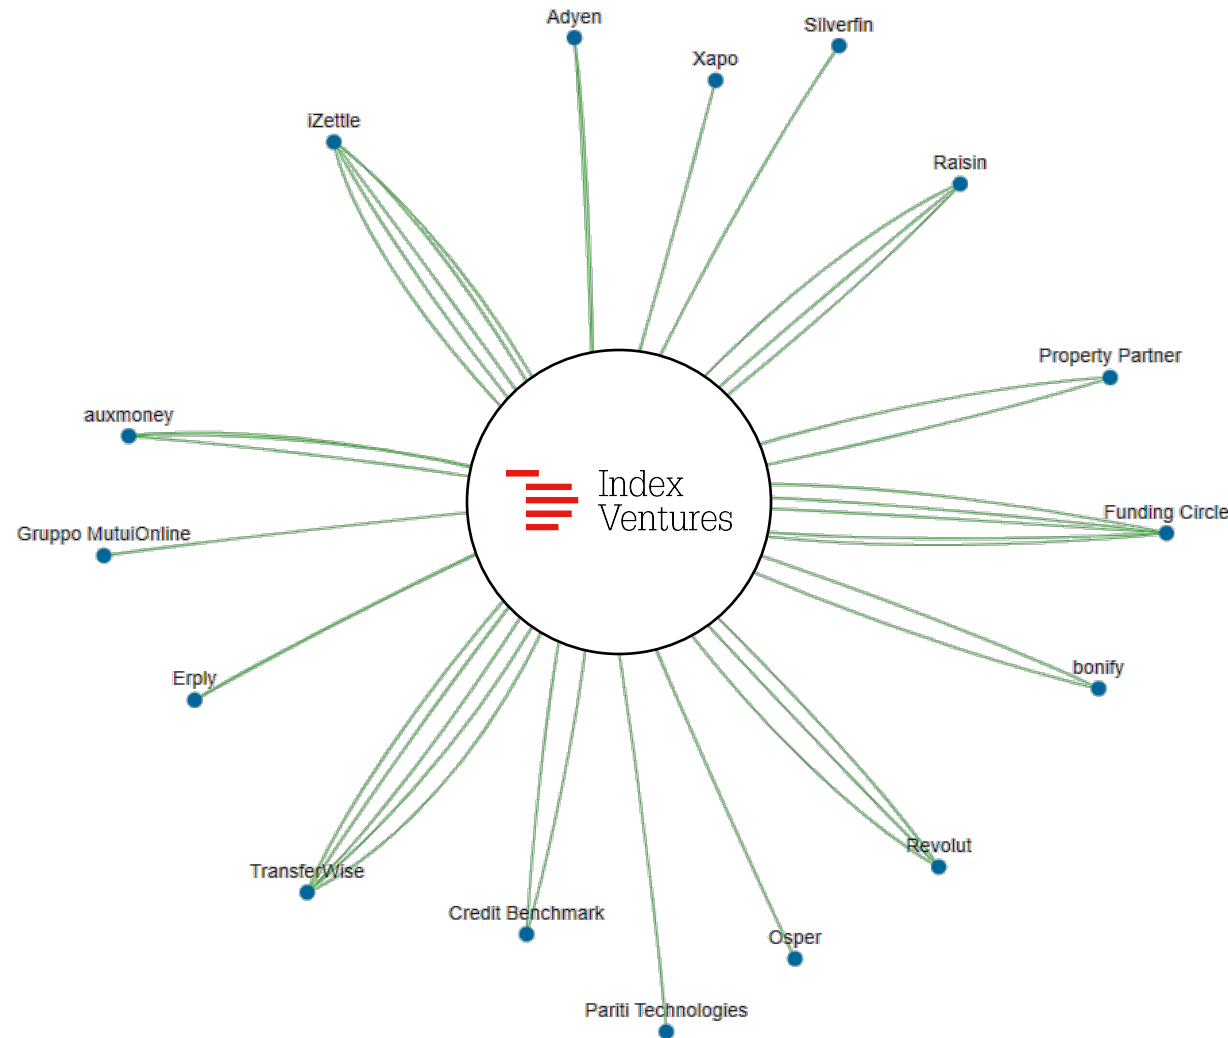 Adyen
Silverfin
Xapo
iZettle
Raisin
Property Partner
auxmoney
Index
Ventures
Funding Circle
Gruppo MutuiOnline
bonify
Erply
Revolut
TransferWise
Credit Benchmark
Osper
Pariti Technologies